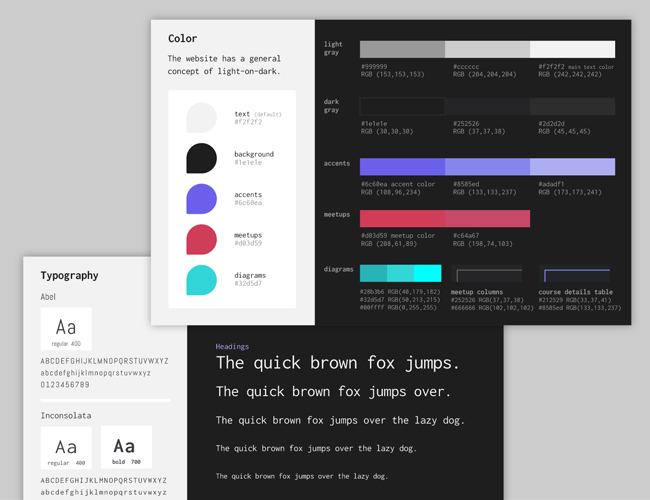 Color
The website has a general
concept of light-on-dark.
text (default)
#f2f2f2
background
#1e1e1e
accents
#6c60ea
meetups
#d03d59
diagrams
#32d5d7
light
gray
#999999
RGB (153,153,153)
#cccccc
RGB (204,204,204)
#f2f2f2 main text color
RGB (242,242,242)
dark
gray
#1e1e1e
RGB (30,30,30)
#252526
RGB (37,37,38)
#2d2d2d
RGB (45,45,45)
accents
#6c60ea accent color
RGB (108,96,234)
#8585ed
RGB (133,133,237)
#adadf1
RGB (173,173,241)
meetups
#d03d59 meetup color
RGB (208,61,89)
#c64a67
RGB (198,74,103)
diagrams
#28b3b6 RGB(40,179,182)
#32d5d7 RGB(50,213,215)
#00ffff RGB(0,255,255)
meetup columns
#252526 RGB(37,37,38)
#666666 RGB(102,102,102)
course details table
#212529 RGB(33,37,41)
#8585ed RGB(133,133,237)
Typography
Abel
Aa
regular 400
ABCDEFGHIJKLMNOPQRSTUVWXYZ
abcdefghijklmnopqrstuvwxyz
0123456789
Inconsolata
Aa
regular 400
Aa
bold 700
ABCDEFGHIJKLMNOPQRSTUVWXYZ
abcdefghijklmnopqrstuvwxyz
Headings
The quick brown fox jumps.
The quick brown fox jumps over.
The quick brown fox jumps over the lazy dog.
The quick brown fox jumps over the lazy dog.
The quick brown fox jumps over the lazy dog.